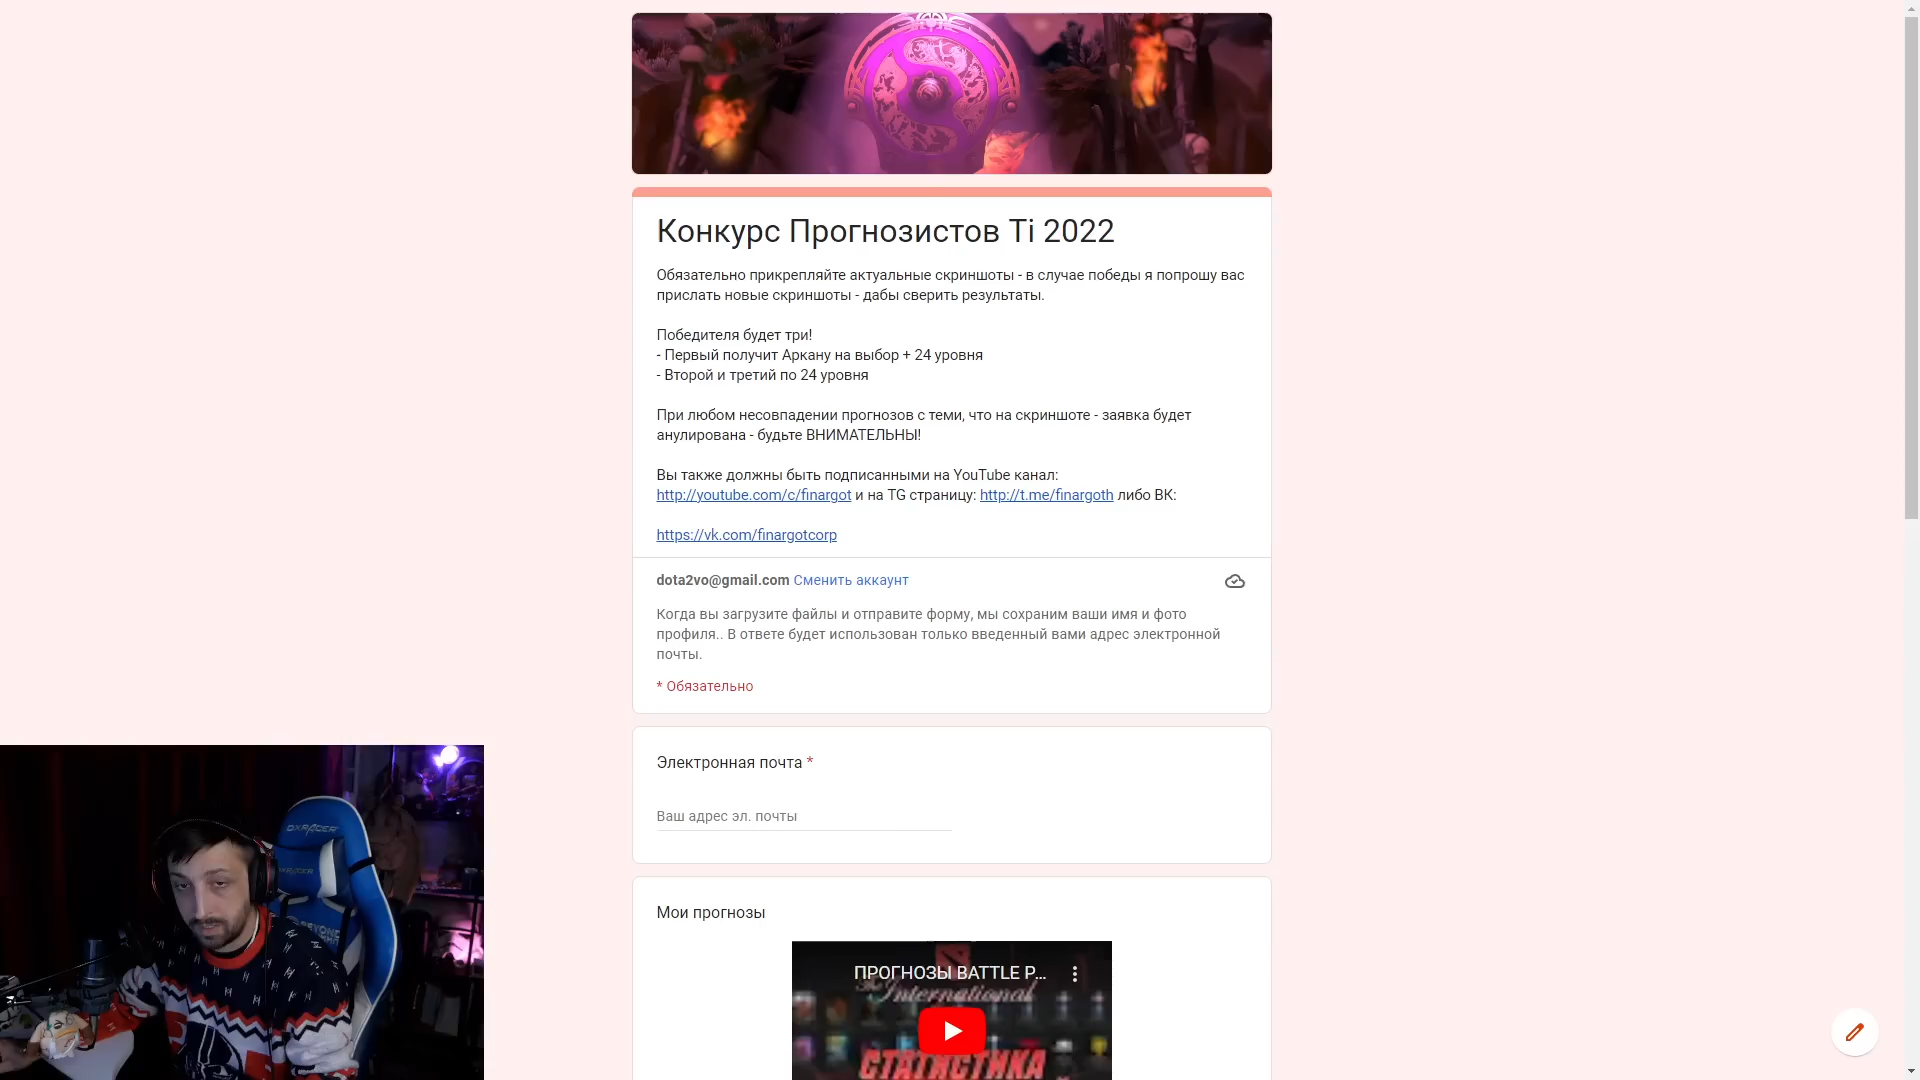 Конкурс Прогнозистов Ti 2022
Обязательно прикрепляйте актуальные скриншоты - в случае победы я попрошу вас
прислать новые скриншоты - дабы сверить результаты.
Победителя будет три!
- Первый получит Аркану на выбор + 24 уровня
- Второй и третий по 24 уровня
При любом несовпадении прогнозов с теми, что на скриншоте - заявка будет
анулирована - будьте ВНИМАТЕЛЬНЫ!
Вы также должны быть подписанными на YouTube канал:
http://youtube.com/c/finargot и на TG страницу: http://t.me/finargoth либо ВК:
https://vk.com/finargotcorp
dota2vo@gmail.com Сменить аккаунт
Когда вы загрузите файлы и отправите форму, мы сохраним ваши имя и фото
профиля.. В ответе будет использован только введенный вами адрес электронной
почты.
* Обязательно
Электронная почта *
Ваш адрес эл. почты
Мои прогнозы
ПРОГНОЗЫ BATTLE P...
The International
СТАТИСТИКА
DXRACER